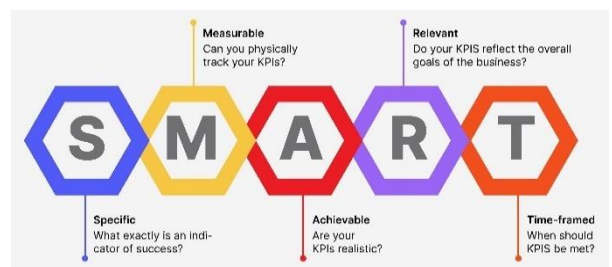 Measurable
Can you physically
track your KPIs?
Relevant
Do your KPIS reflect the overall
goals of the business?
S M A R T
Specific
What exactly is an indi-
cator of success?
Achievable
Are your
KPIs realistic?
Time-framed
When should
KPIS be met?